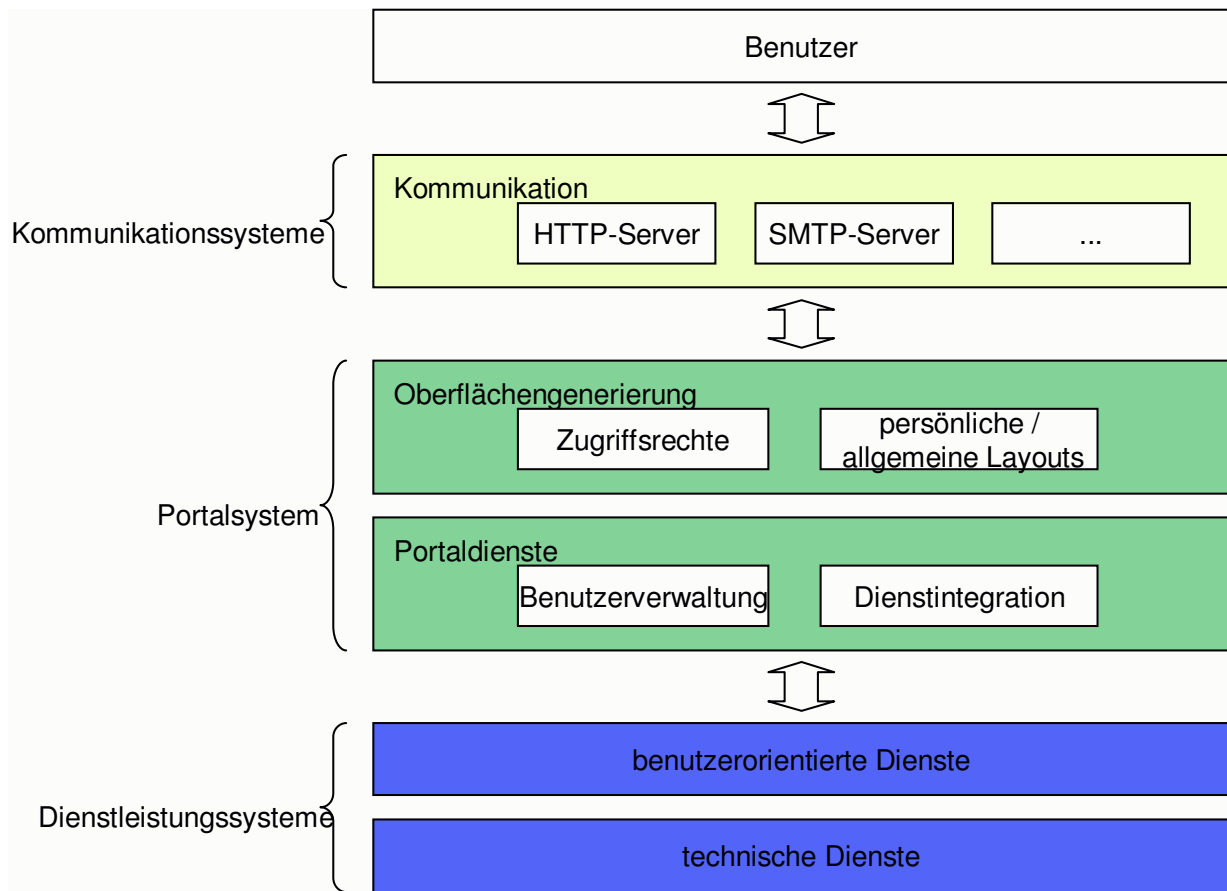 Benutzer
Kommunikationssysteme
Kommunikation
HTTP-Server
SMTP-Server
...
Portalsystem
Oberflächengenerierung
Zugriffsrechte
persönliche /
allgemeine Layouts
Portaldienste
Benutzerverwaltung
Dienstintegration
Dienstleistungssysteme
benutzerorientierte Dienste
technische Dienste